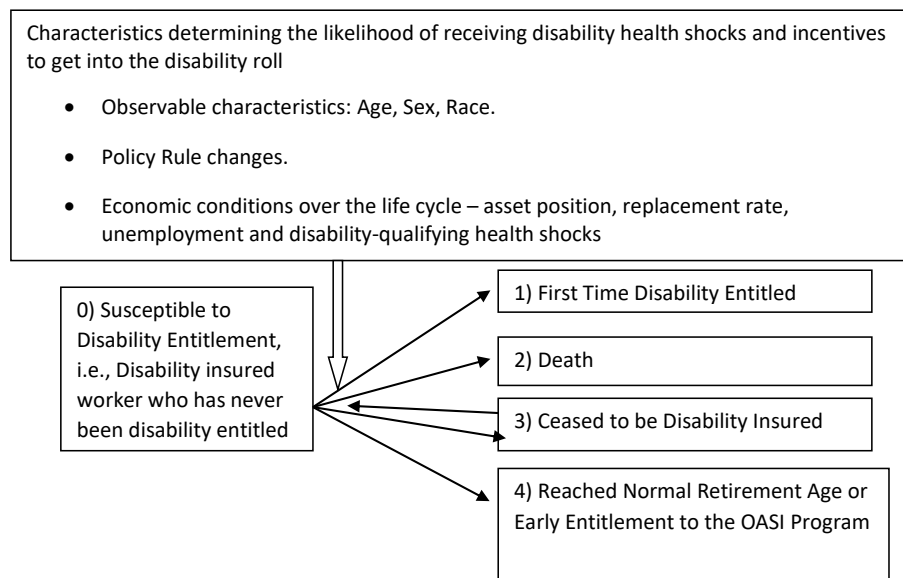 Characteristics determining the likelihood of receiving disability health shocks and incentives
to get into the disability roll
• Observable characteristics: Age, Sex, Race.
• Policy Rule changes.
• Economic conditions over the life cycle – asset position, replacement rate,
unemployment and disability-qualifying health shocks
0) Susceptible to
Disability Entitlement,
i.e., Disability insured
worker who has never
been disability entitled
1) First Time Disability Entitled
2) Death
3) Ceased to be Disability Insured
4) Reached Normal Retirement Age or
Early Entitlement to the OASI Program